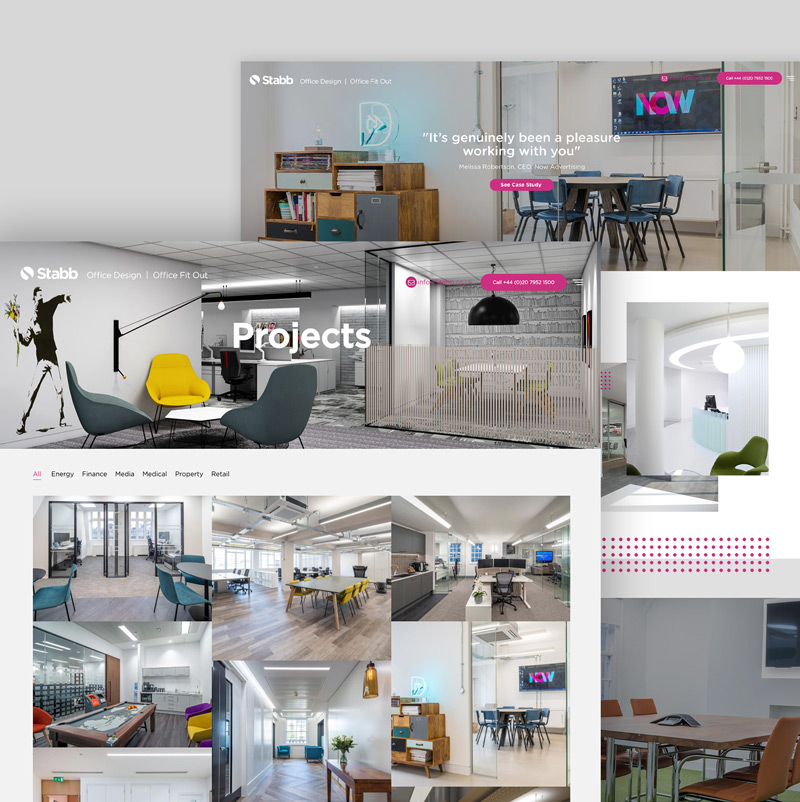 Stabb Office Design | Office Fit Out
Call +44 (0)20 7952 1500
NOW
"It's genuinely been a pleasure
working with you"
Melissa Robertson, CEO, Now Advertising
See Case Study
Stabb Office Design | Office Fit Out
Call +44 (0)20 7952 1500
Projects
All Energy Finance Media Medical Property Retail
NOW